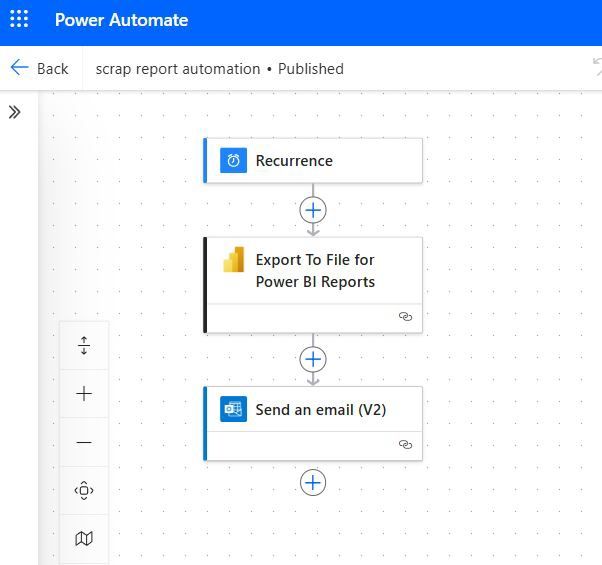 Power Automate
Back
scrap report automation • Published
Recurrence
Export To File for
Power BI Reports
Send an email (V2)